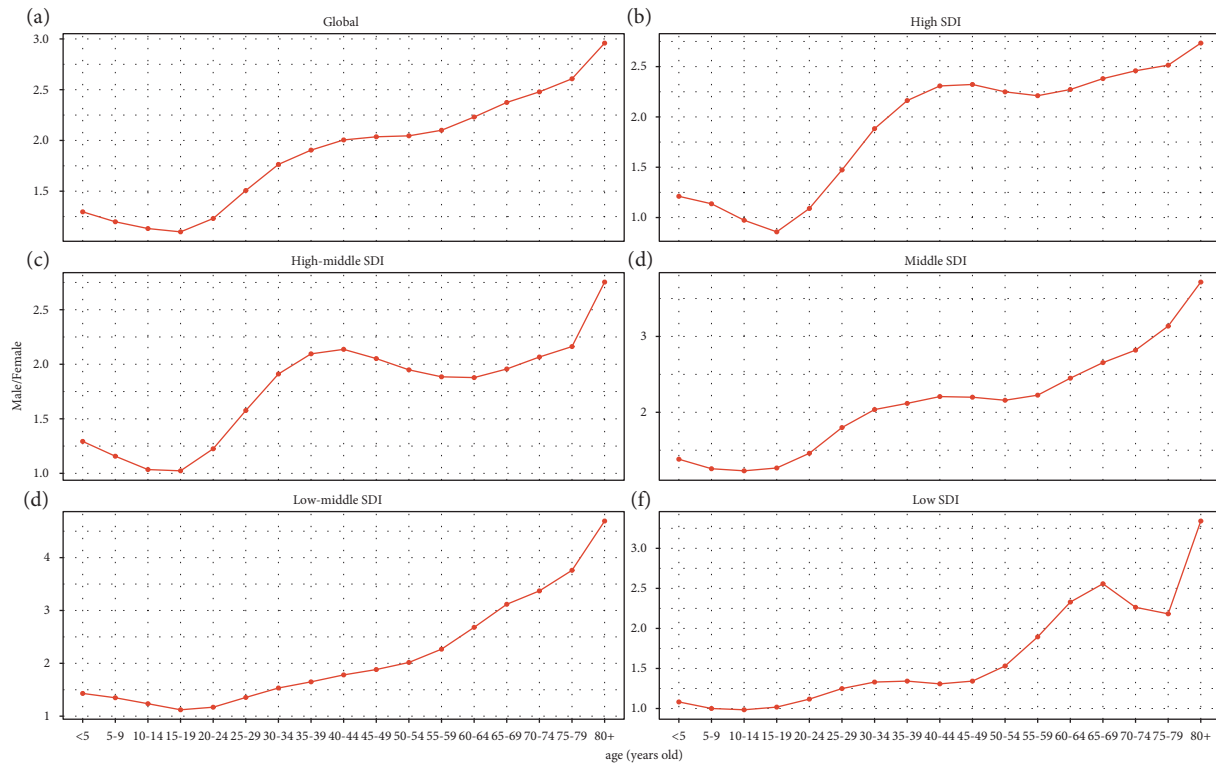 (a)
Global
3.0
2.5
2.0
1.5
(b)
High SDI
2.5
2.0
1.5
1.0
(c)
High-middle SDI
2.5
2.0
1.5
1.0
(d)
Middle SDI
3
2
(d)
Low-middle SDI
4
3
2
1
<5 5-9 10-14 15-19 20-24 25-29 30-34 35-39 40-44 45-49 50-54 55-59 60-64 65-69 70-74 75-79 80+
(f)
Low SDI
3.0
2.5
2.0
1.5
1.0
<5 5-9 10-14 15-19 20-24 25-29 30-34 35-39 40-44 45-49 50-54 55-59 60-64 65-69 70-74 75-79 80+
Male/Female
age (years old)